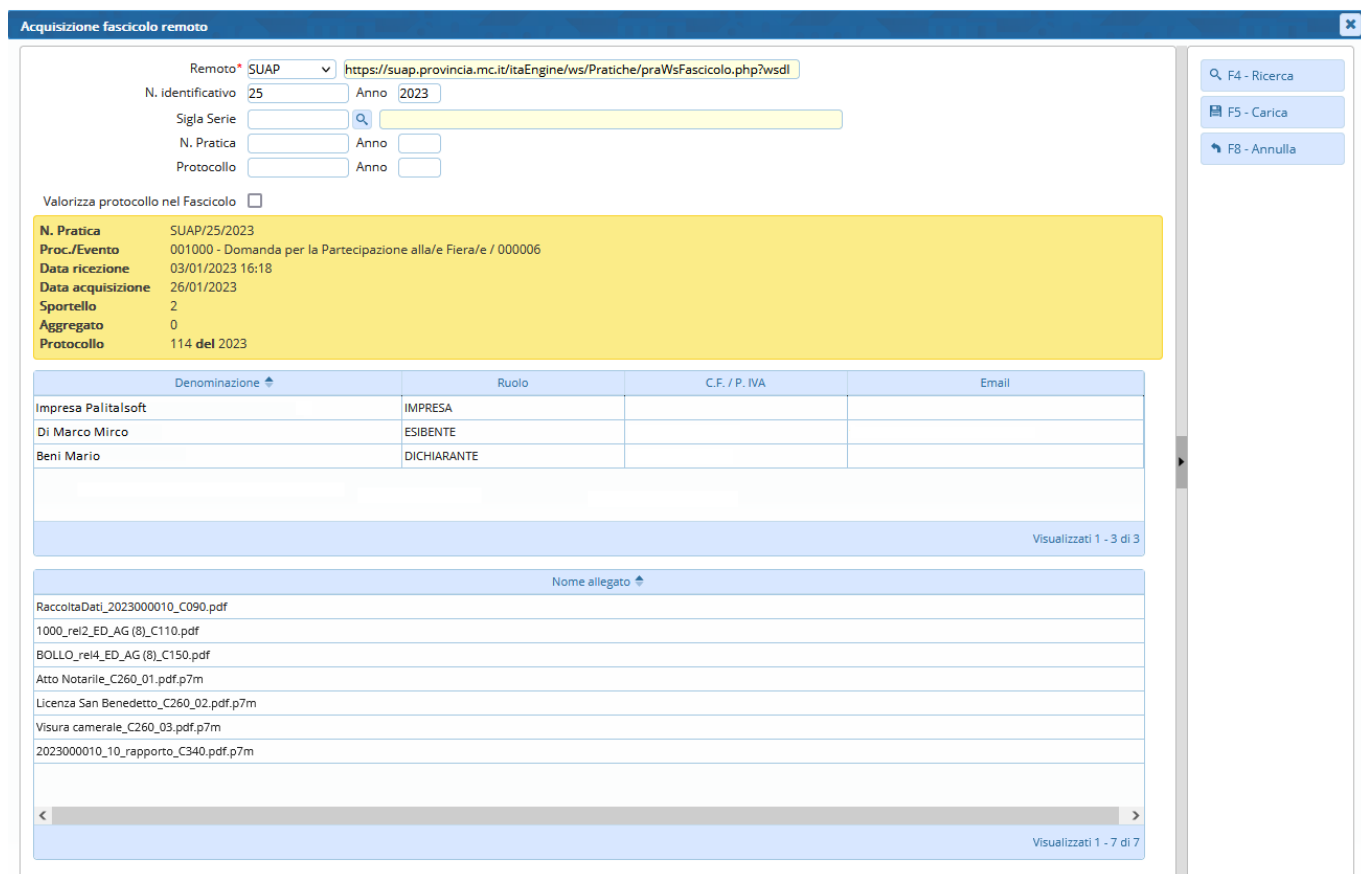 Acquisizione fascicolo remoto
Remoto* SUAP https://suap.provincia.mc.it/itaEngine/ws/Pratiche/praWsFascicolo.php?wsdl
N. identificativo 25 Anno 2023
Sigla Serie
N. Pratica Anno
Protocollo Anno
Valorizza protocollo nel Fascicolo
F4 - Ricerca
F5 - Carica
F8 - Annulla
N. Pratica SUAP/25/2023
Proc./Evento 001000 - Domanda per la Partecipazione alla/e Fiera/e / 000006
Data ricezione 03/01/2023 16:18
Data acquisizione 26/01/2023
Sportello 2
Aggregato 0
Protocollo 114 del 2023
Denominazione Ruolo C.F. / P. IVA Email
Impresa Palitalsoft IMPRESA
Di Marco Mirco ESIBENTE
Beni Mario DICHIARANTE
Visualizzati 1 - 3 di 3
Nome allegato
RaccoltaDati_2023000010_C090.pdf
1000_rel2_ED_AG (8)_C110.pdf
BOLLO_rel4_ED_AG (8)_C150.pdf
Atto Notarile_C260_01.pdf.p7m
Licenza San Benedetto_C260_02.pdf.p7m
Visura camerale_C260_03.pdf.p7m
2023000010_10_rapporto_C340.pdf.p7m
Visualizzati 1 - 7 di 7